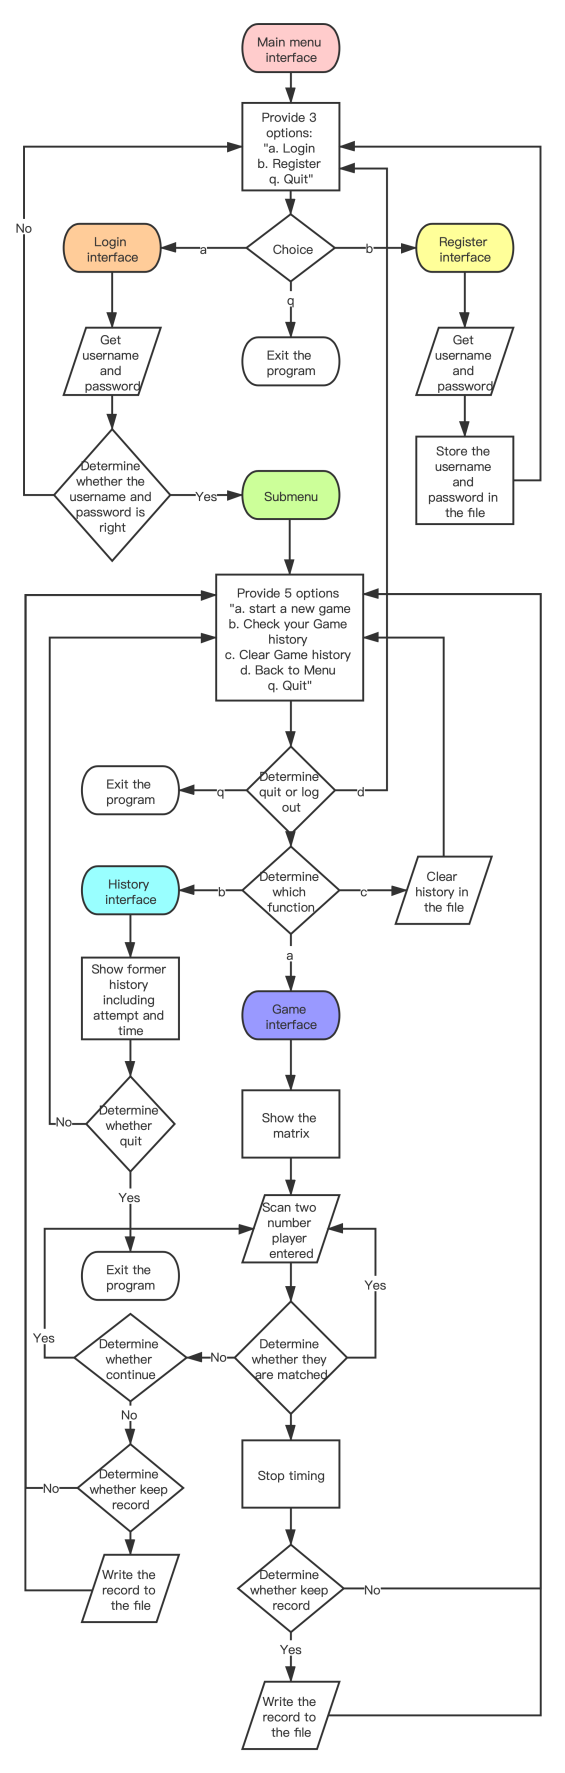 Main menu
interface
Provide 3
options:
"a. Login
b. Register
q. Quit"
No
Login
interface
a
Choice
b
Register
interface
q
Get
username
and
password
Exit the
program
Get
username
and
password
Determine
whether the
username and
password is
right
Yes
Submenu
Store the
username
and
password in
the file
Provide 5 options
"a. start a new game
b. Check your Game
history
c. Clear Game history
d. Back to Menu
q. Quit"
Exit the
program
q
Determine
quit or log
out
d
History
interface
b
Determine
which
function
c
Clear
history in
the file
a
Show former
history
including
attempt and
time
Game
interface
No
Determine
whether
quit
Show the
matrix
Yes
Scan two
number
player
entered
Exit the
program
Yes
Yes
Determine
whether
continue
No
Determine
whether they
are matched
No
No
Determine
whether keep
record
Stop timing
Write the
record to
the file
Determine
whether keep
record
No
Yes
Write the
record to
the file